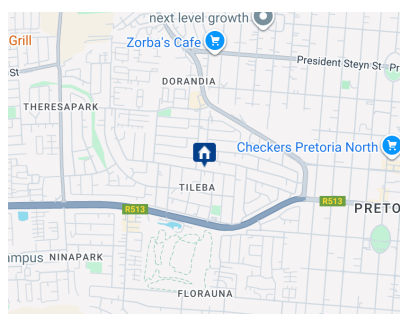 next level growth
Grill
Zorba's Cafe
President Steyn St
St
Pr
DORANDIA
THERESAPARK
Checkers Pretoria North
TILEBA
R513
R513
PRETO
ampus
NINAPARK
FLORAUNA